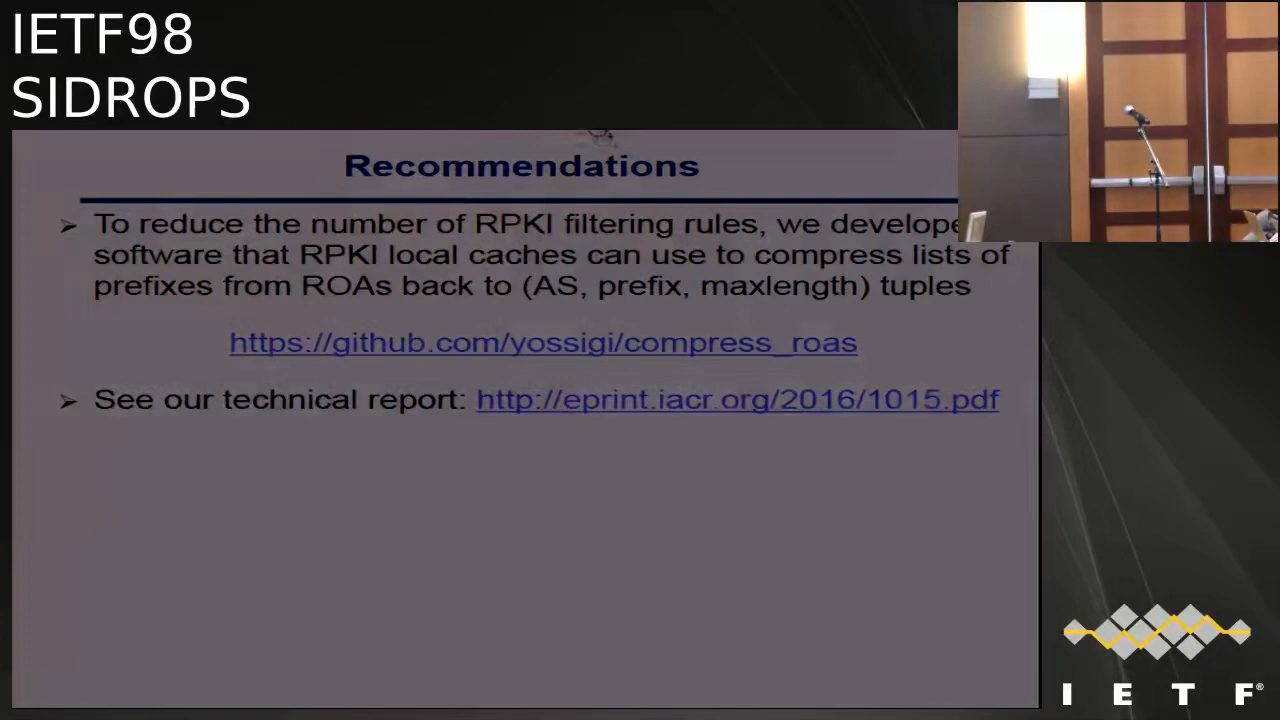 IETF98
SIDROPS
Recommendations
➢ To reduce the number of RPKI filtering rules, we develope
software that RPKI local caches can use to compress lists of
prefixes from ROAs back to (AS, prefix, maxlength) tuples
https://github.com/yossigi/compress_roas
➢ See our technical report: http://eprint.iacr.org/2016/1015.pdf
I E T F®